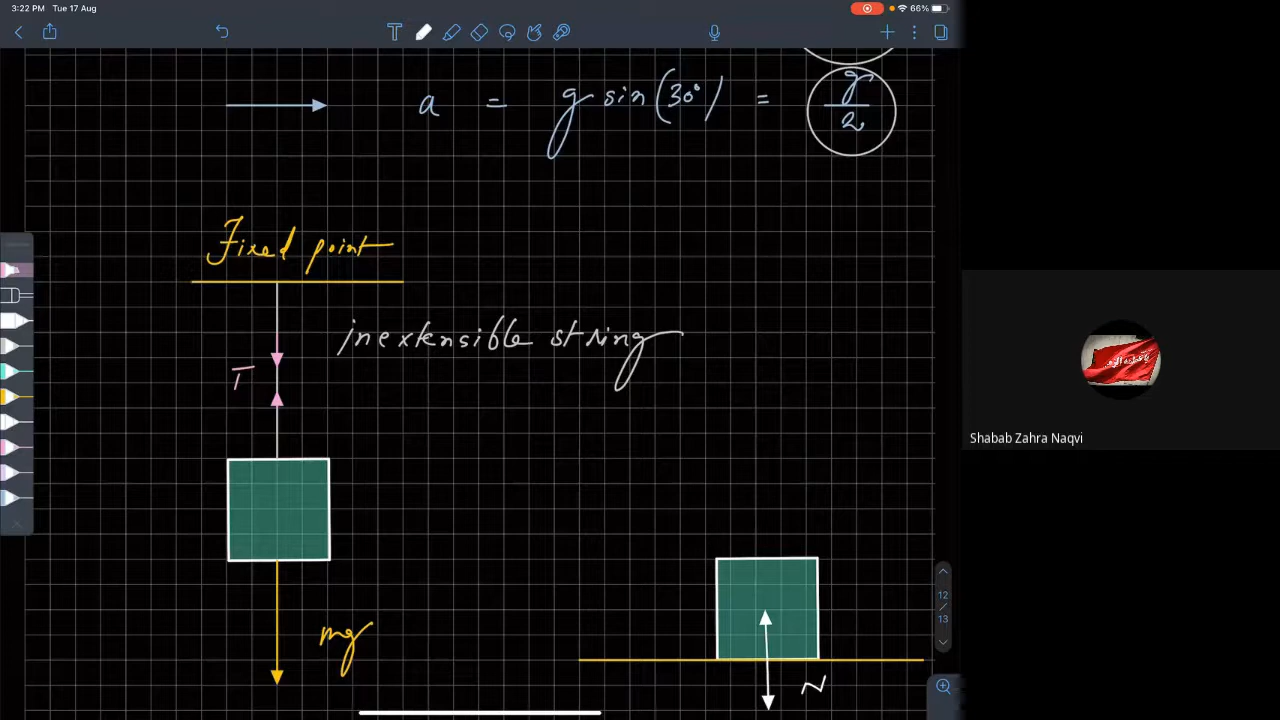 3:22 PM Tue 17 Aug
66%
a = g sin(30°) = g/2
Fixed point
inextensible string
T
mg
N
12
/
13
Shabab Zahra Naqvi